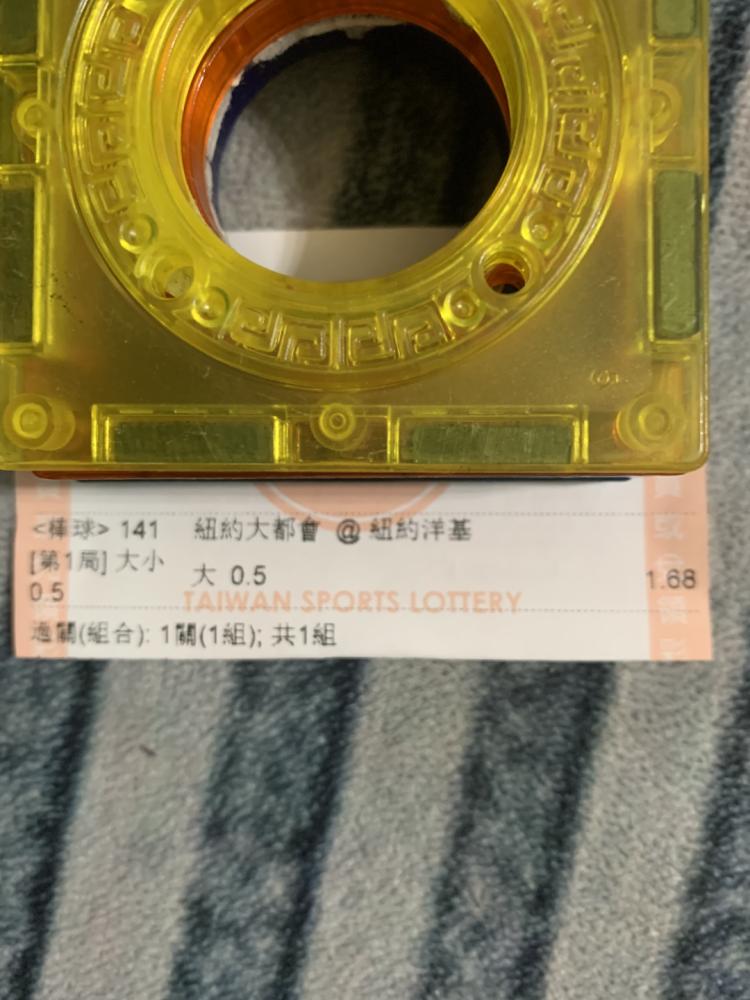 <棒球> 141 紐約大都會 @ 紐約洋基
[第1局] 大小
0.5 大 0.5 1.68
TAIWAN SPORTS LOTTERY
過關(組合): 1關(1組); 共1組